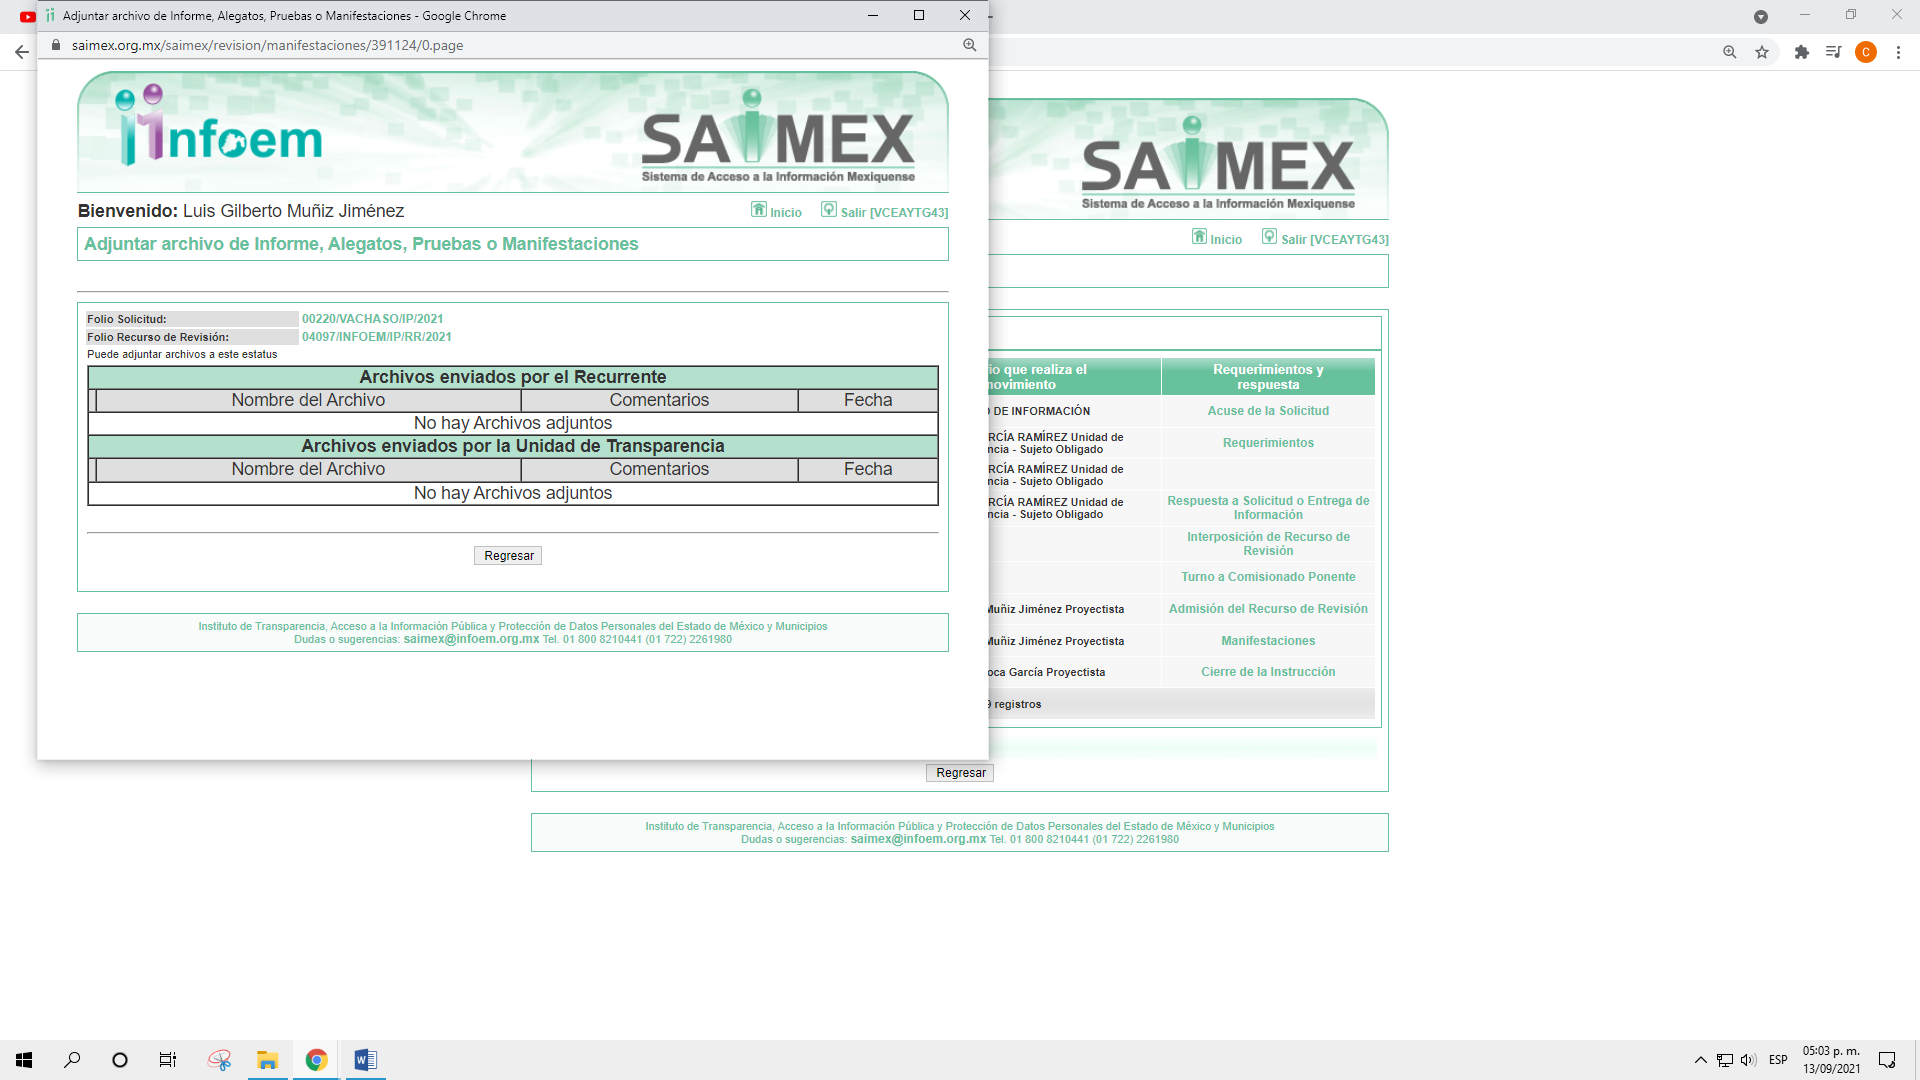 Adjuntar archivo de Informe, Alegatos, Pruebas o Manifestaciones - Google Chrome
saimex.org.mx/saimex/revision/manifestaciones/391124/0.page
infoem
SAIMEX
Sistema de Acceso a la Información Mexiquense
Bienvenido: Luis Gilberto Muñiz Jiménez
Inicio
Salir [VCEAYTG43]
Adjuntar archivo de Informe, Alegatos, Pruebas o Manifestaciones
Folio Solicitud: 00220/VACHASO/IP/2021
Folio Recurso de Revisión: 04097/INFOEM/IP/RR/2021
Puede adjuntar archivos a este estatus
Archivos enviados por el Recurrente
Nombre del Archivo Comentarios Fecha
No hay Archivos adjuntos
Archivos enviados por la Unidad de Transparencia
Nombre del Archivo Comentarios Fecha
No hay Archivos adjuntos
Regresar
Instituto de Transparencia, Acceso a la Información Pública y Protección de Datos Personales del Estado de México y Municipios
Dudas o sugerencias: saimex@infoem.org.mx Tel. 01 800 8210441 (01 722) 2261980
C
SAIMEX
Sistema de Acceso a la Información Mexiquense
Inicio
Salir [VCEAYTG43]
io que realiza el
movimiento
Requerimientos y
respuesta
DE INFORMACIÓN
Acuse de la Solicitud
RCÍA RAMÍREZ Unidad de
ncia - Sujeto Obligado
Requerimientos
RCÍA RAMÍREZ Unidad de
ncia - Sujeto Obligado
RCÍA RAMÍREZ Unidad de
ncia - Sujeto Obligado
Respuesta a Solicitud o Entrega de
Información
Interposición de Recurso de
Revisión
Turno a Comisionado Ponente
Muñiz Jiménez Proyectista
Admisión del Recurso de Revisión
Muñiz Jiménez Proyectista
Manifestaciones
oca García Proyectista
Cierre de la Instrucción
9 registros
Regresar
Instituto de Transparencia, Acceso a la Información Pública y Protección de Datos Personales del Estado de México y Municipios
Dudas o sugerencias: saimex@infoem.org.mx Tel. 01 800 8210441 (01 722) 2261980
ESP
05:03 p. m.
13/09/2021